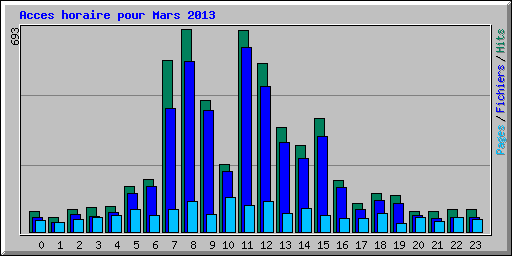 Acces horaire pour Mars 2013
693
Pages / Fichiers / Hits
0 1 2 3 4 5 6 7 8 9 10 11 12 13 14 15 16 17 18 19 20 21 22 23